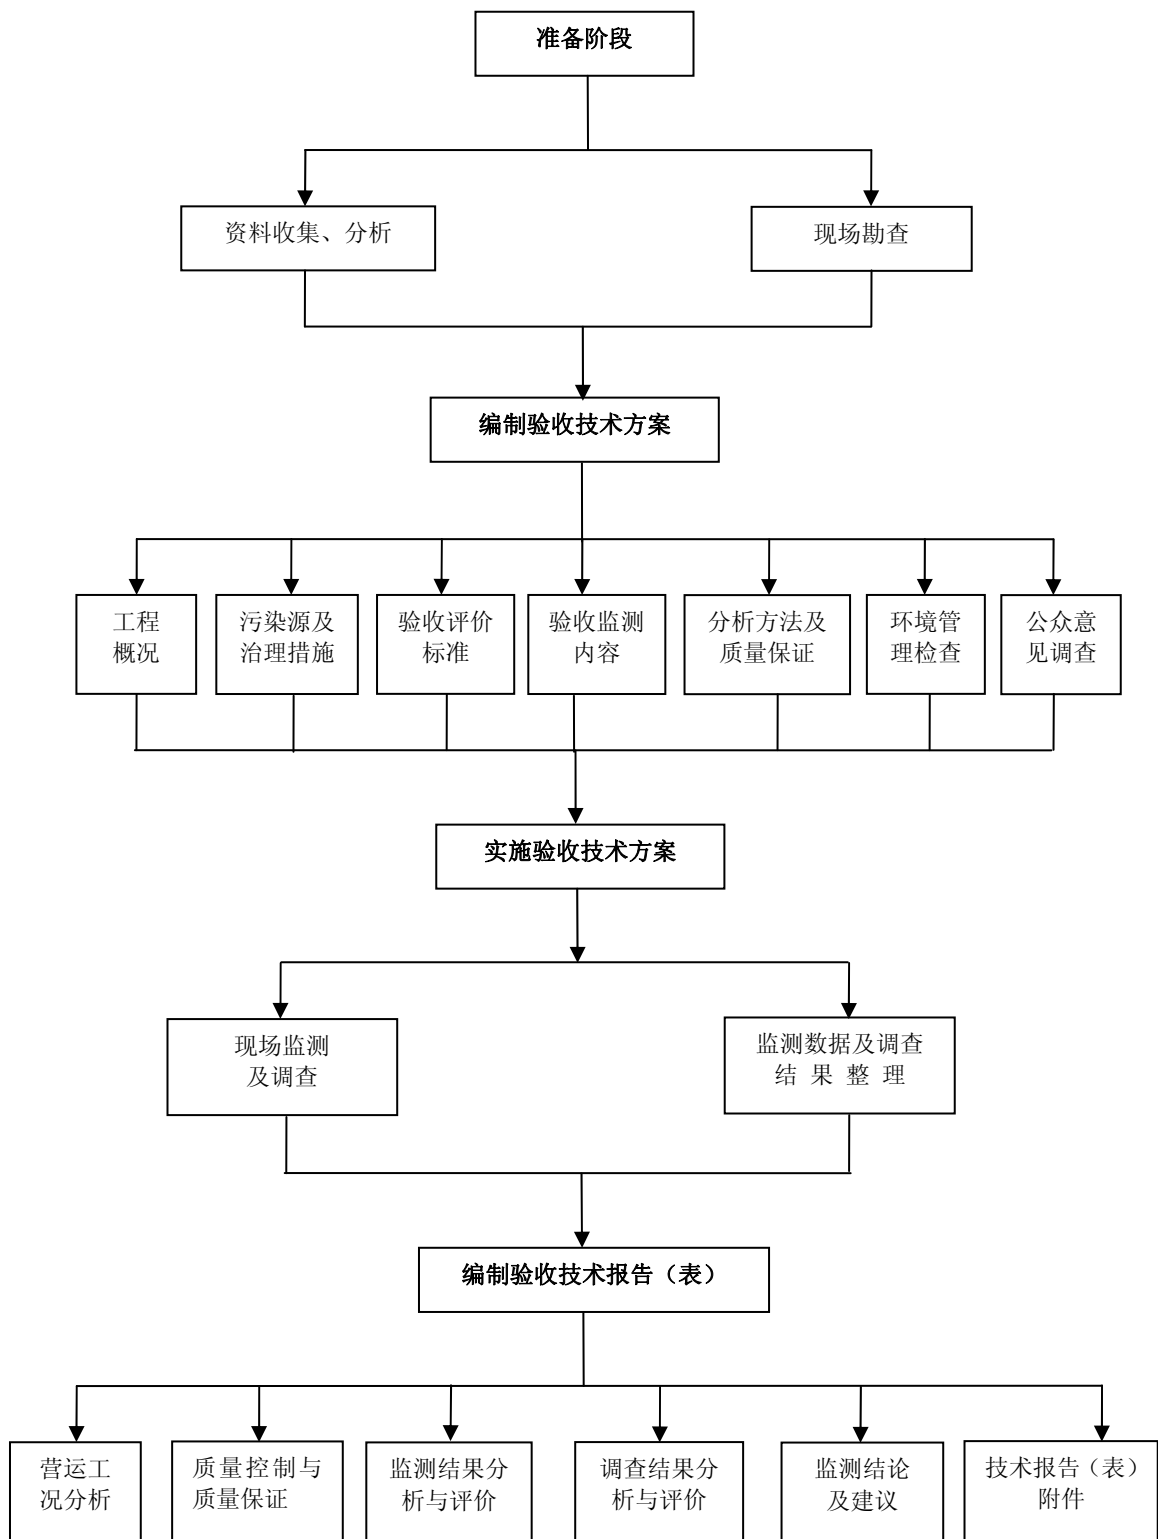 准备阶段
资料收集、分析
现场勘查
编制验收技术方案
工程
概况
污染源及
治理措施
验收评价
标准
验收监测
内容
分析方法及
质量保证
环境管
理检查
公众意
见调查
实施验收技术方案
现场监测
及调查
监测数据及调查
结 果 整 理
编制验收技术报告（表）
营运工
况分析
质量控制与
质量保证
监测结果分
析与评价
调查结果分
析与评价
监测结论
及建议
技术报告（表）
附件